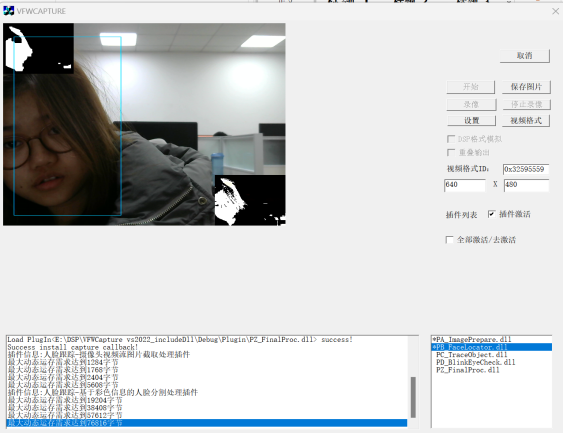 VFWCAPTURE
取消
开始
保存图片
录像
停止录像
设置
视频格式
DSP格式模拟
重叠输出
视频格式ID:
0x32595559
640
X
480
插件列表
插件激活
全部激活/去激活
Load Plugin<E:\DSP\VFWCapture vs2022_includeDll\Debug\Plugin\PZ_FinalProc.dll> success!
Success install capture callback!
插件信息:人脸跟踪-摄像头视频流图片截取处理插件
最大动态运存需求达到1284字节
最大动态运存需求达到1768字节
最大动态运存需求达到2404字节
最大动态运存需求达到5608字节
插件信息:人脸跟踪-基于彩色信息的人脸分割处理插件
最大动态运存需求达到19204字节
最大动态运存需求达到38408字节
最大动态运存需求达到57612字节
最大动态运存需求达到76816字节
*PA_ImagePrepare.dll
*PB_FaceLocator.dll
PC_TraceObject.dll
PD_BlinkEyeCheck.dll
PZ_FinalProc.dll